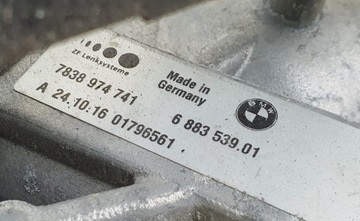 ZF Lenksysteme
7838 974 741
Made in
Germany
BMW
A 24.10.16 01796561
6 883 539.01